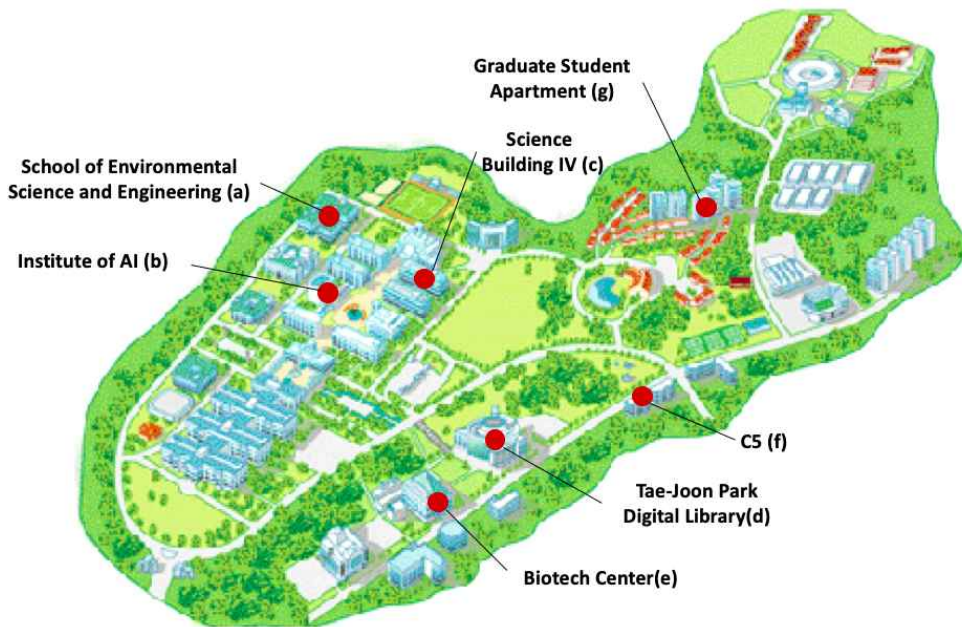 Graduate Student
Apartment (g)
Science
Building IV (c)
School of Environmental
Science and Engineering (a)
Institute of AI (b)
C5 (f)
Tae-Joon Park
Digital Library(d)
Biotech Center(e)